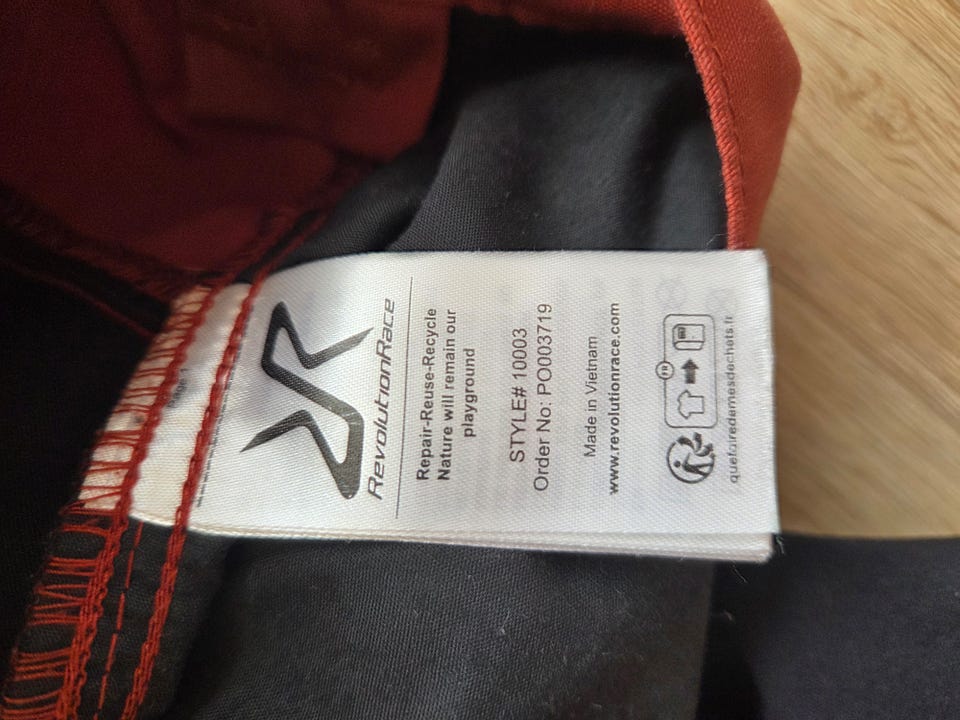 RevolutionRace
Repair-Reuse-Recycle
Nature will remain our
playground
STYLE# 10003
Order No: PO003719
Made in Vietnam
www.revolutionrace.com
FR
quefairedemesdechets.fr